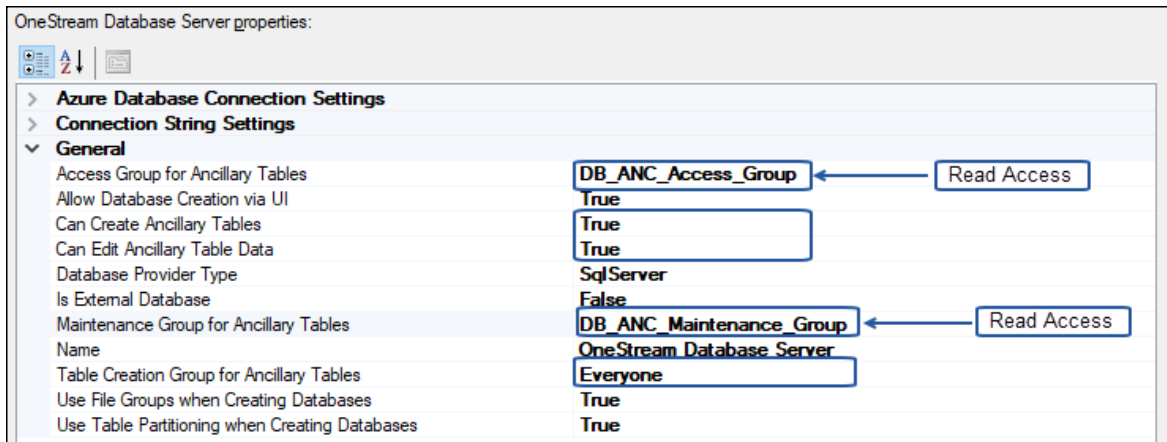 OneStream Database Server properties:
Azure Database Connection Settings
Connection String Settings
General
Access Group for Ancillary Tables DB_ANC_Access_Group Read Access
Allow Database Creation via UI True
Can Create Ancillary Tables True
Can Edit Ancillary Table Data True
Database Provider Type SqlServer
Is External Database False
Maintenance Group for Ancillary Tables DB_ANC_Maintenance_Group Read Access
Name OneStream Database Server
Table Creation Group for Ancillary Tables Everyone
Use File Groups when Creating Databases True
Use Table Partitioning when Creating Databases True